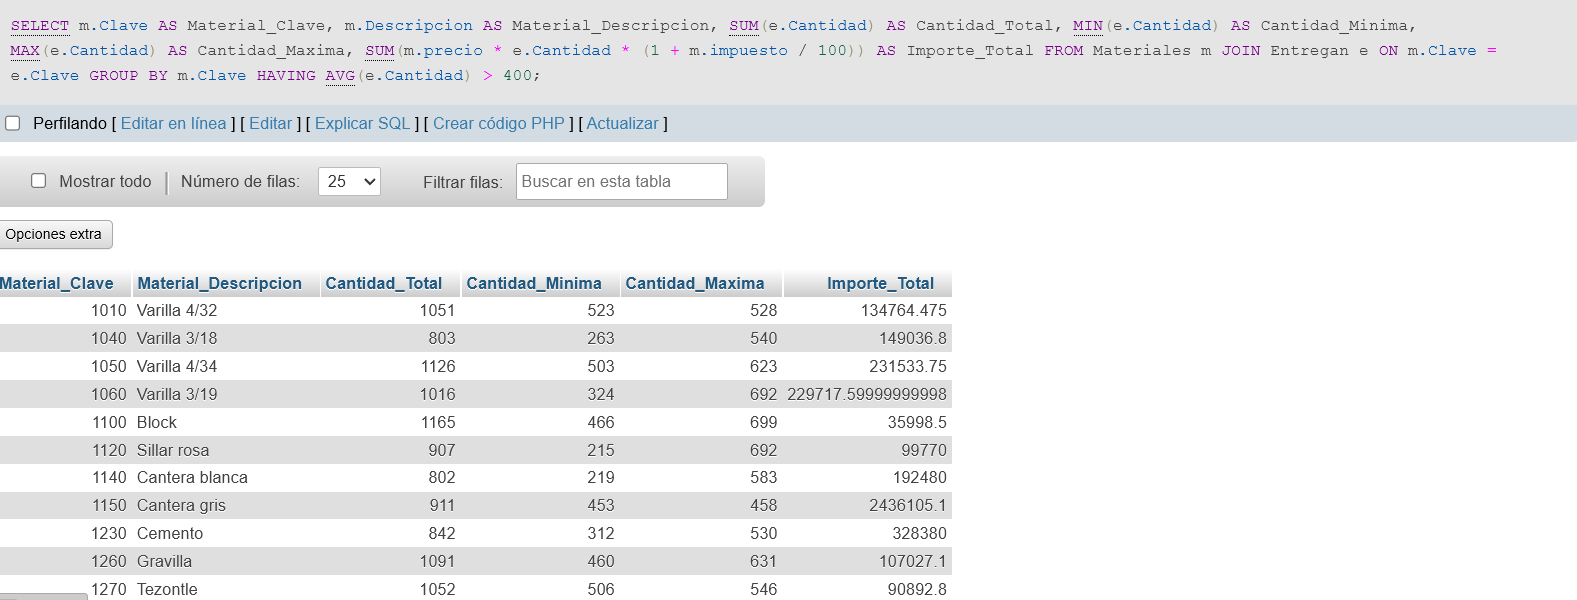 SELECT m.Clave AS Material_Clave, m.Descripcion AS Material_Descripcion, SUM(e.Cantidad) AS Cantidad_Total, MIN(e.Cantidad) AS Cantidad_Minima,
MAX(e.Cantidad) AS Cantidad_Maxima, SUM(m.precio * e.Cantidad * (1 + m.impuesto / 100)) AS Importe_Total FROM Materiales m JOIN Entregan e ON m.Clave =
e.Clave GROUP BY m.Clave HAVING AVG(e.Cantidad) > 400;
Perfilando [ Editar en línea ] [ Editar ] [ Explicar SQL ] [ Crear código PHP ] [ Actualizar ]
Mostrar todo Número de filas: 25 Filtrar filas: Buscar en esta tabla
Opciones extra
Material_Clave Material_Descripcion Cantidad_Total Cantidad_Minima Cantidad_Maxima Importe_Total
1010 Varilla 4/32 1051 523 528 134764.475
1040 Varilla 3/18 803 263 540 149036.8
1050 Varilla 4/34 1126 503 623 231533.75
1060 Varilla 3/19 1016 324 692 229717.59999999998
1100 Block 1165 466 699 35998.5
1120 Sillar rosa 907 215 692 99770
1140 Cantera blanca 802 219 583 192480
1150 Cantera gris 911 453 458 2436105.1
1230 Cemento 842 312 530 328380
1260 Gravilla 1091 460 631 107027.1
1270 Tezontle 1052 506 546 90892.8